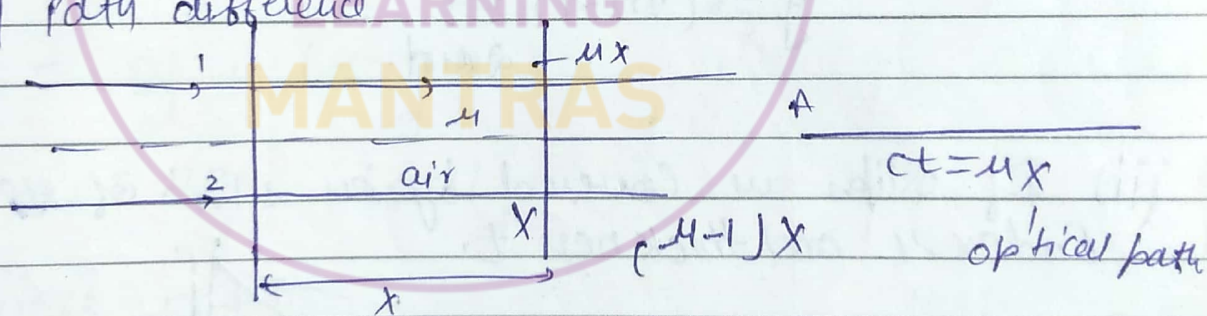 Path difference
LEARNING
MANTRAS
1
μx
μ
A
ct = μx
2
air
X
(μ-1)x
optical path
x